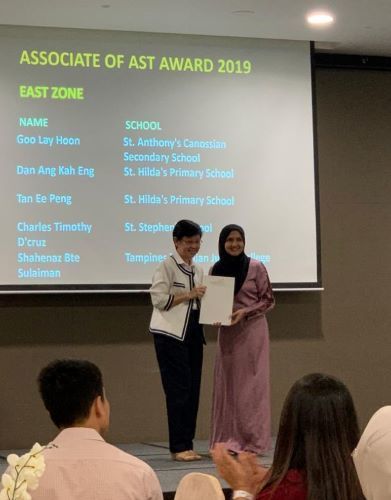 ASSOCIATE OF AST AWARD 2019
EAST ZONE
NAME SCHOOL
Goo Lay Hoon St. Anthony's Canossian
Secondary School
Dan Ang Kah Eng St. Hilda's Primary School
Tan Ee Peng St. Hilda's Primary School
Charles Timothy St. Stephen's
D'cruz
Shahenaz Bte Tampines
Sulaiman